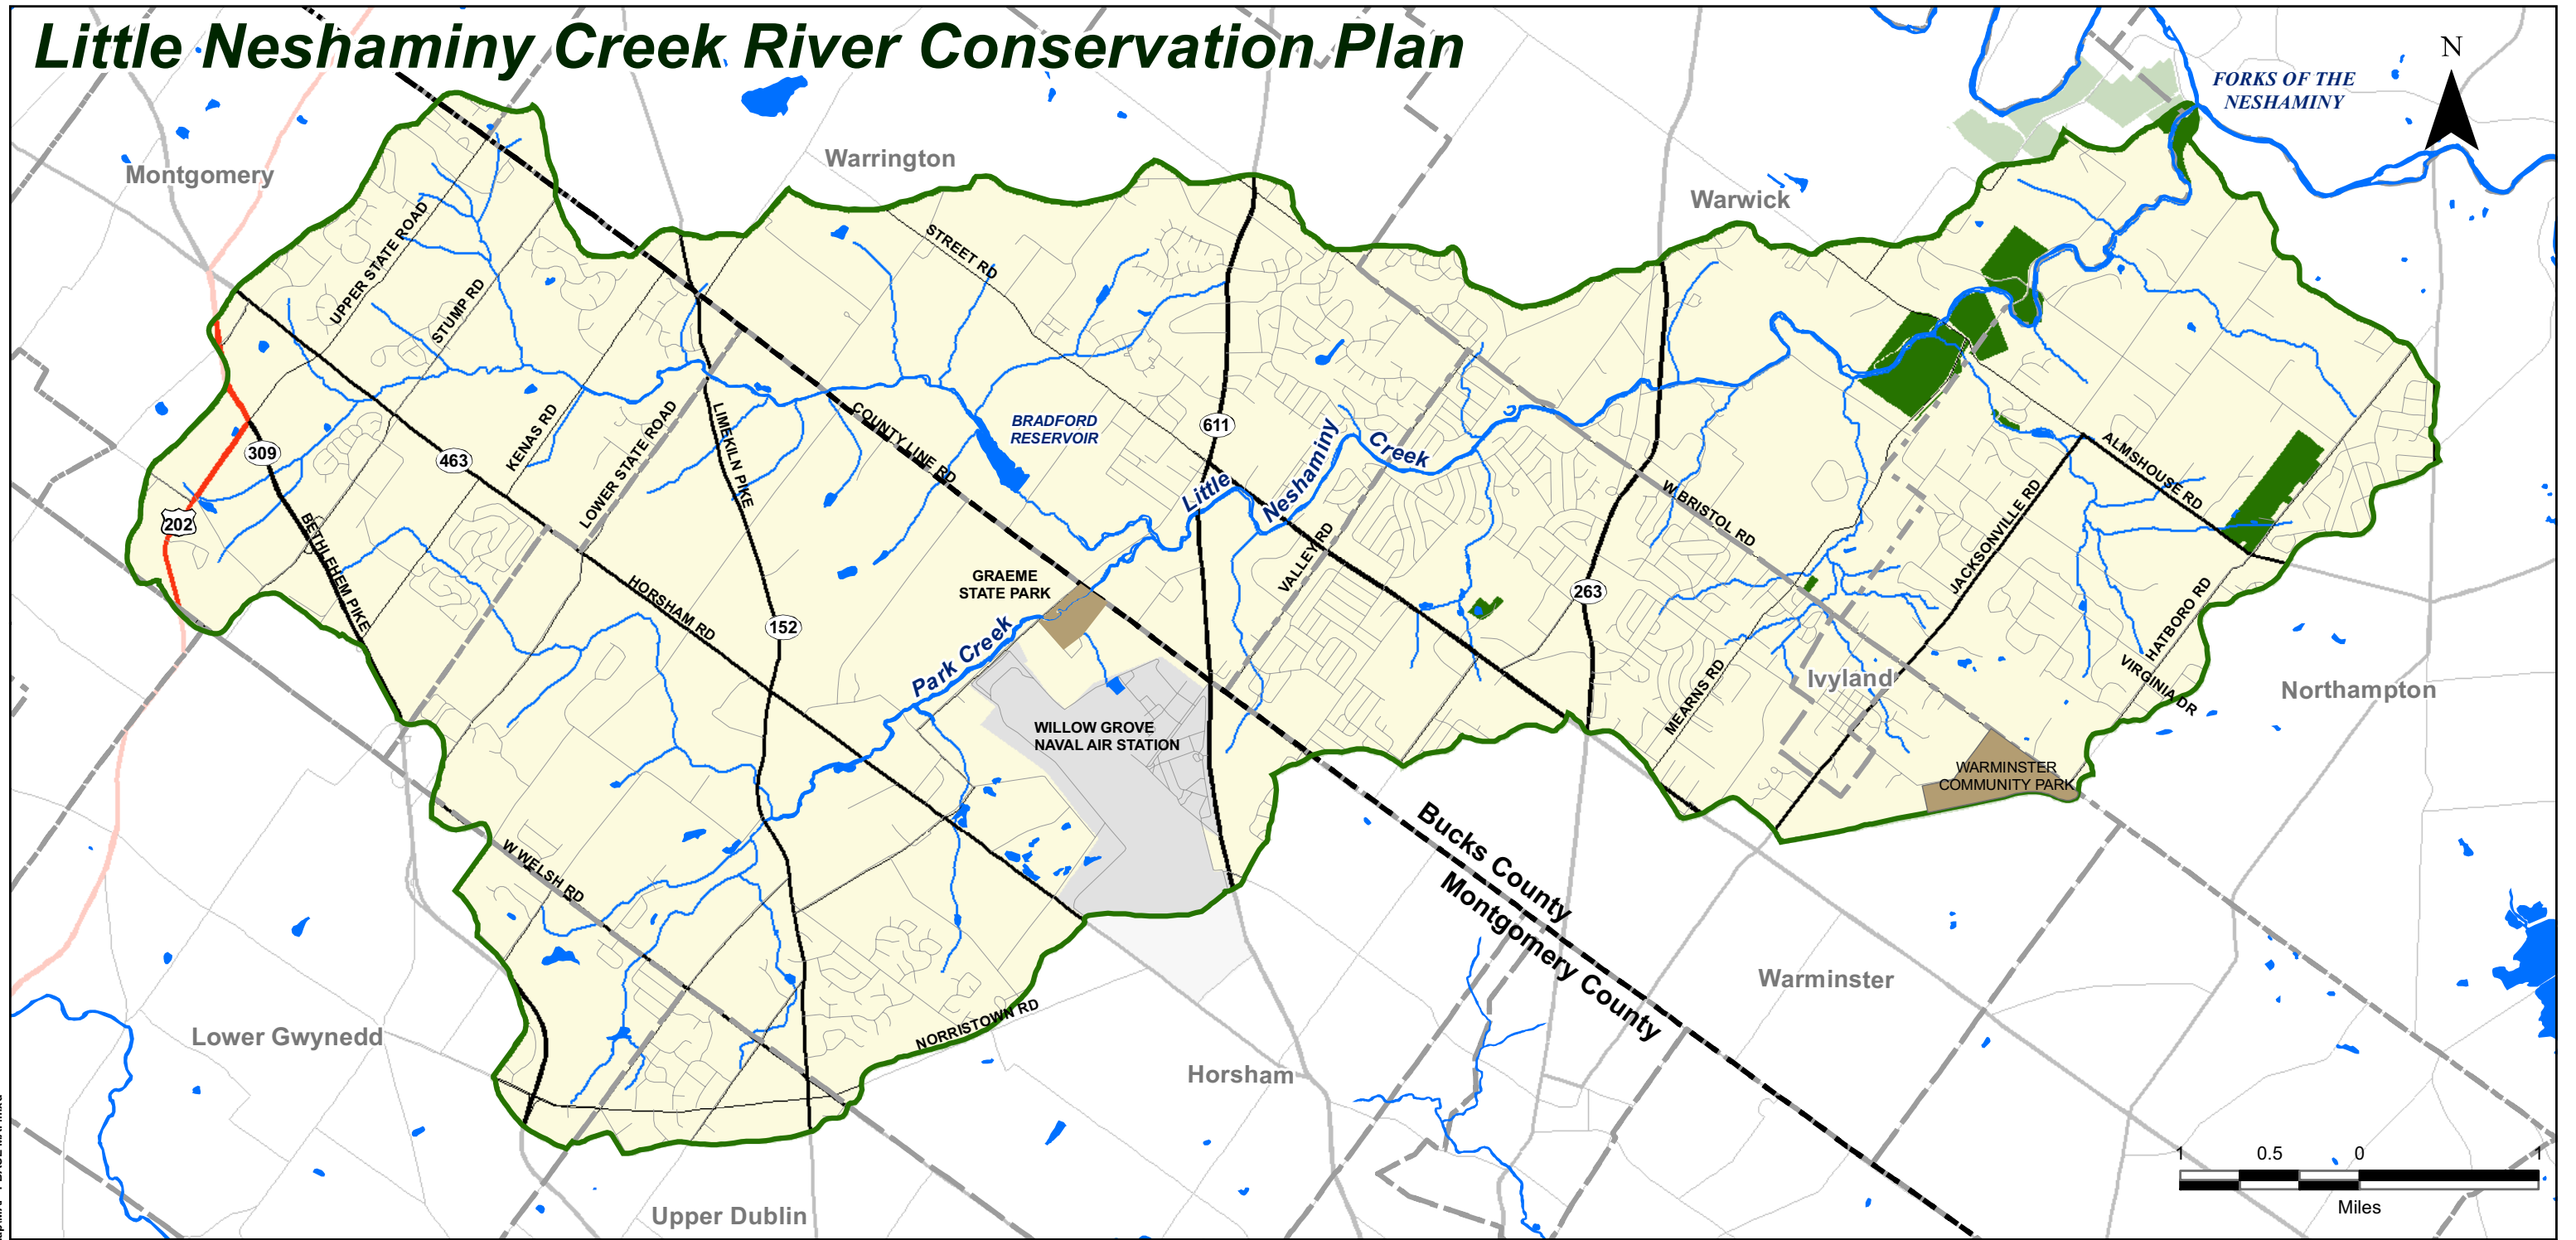 Little Neshaminy Creek River Conservation Plan
N
FORKS OF THE
NESHAMINY
Montgomery
Warrington
Warwick
UPPER STATE ROAD
STUMP RD
STREET RD
KENAS RD
LOWER STATE ROAD
LIMEKILN PIKE
COUNTY LINE RD
BRADFORD
RESERVOIR
611
309
463
202
BETHLEHEM PIKE
HORSHAM RD
152
Little
Neshaminy
Creek
VALLEY RD
GRAEME
STATE PARK
Park Creek
WILLOW GROVE
NAVAL AIR STATION
263
W BRISTOL RD
MEARNS RD
JACKSONVILLE RD
ALMSHOUSE RD
HATBORO RD
VIRGINIA DR
Ivyland
Northampton
WARMINSTER
COMMUNITY PARK
W WELSH RD
NORRISTOWN RD
Bucks County
Montgomery County
Warminster
Lower Gwynedd
Horsham
Upper Dublin
1 0.5 0 1
Miles